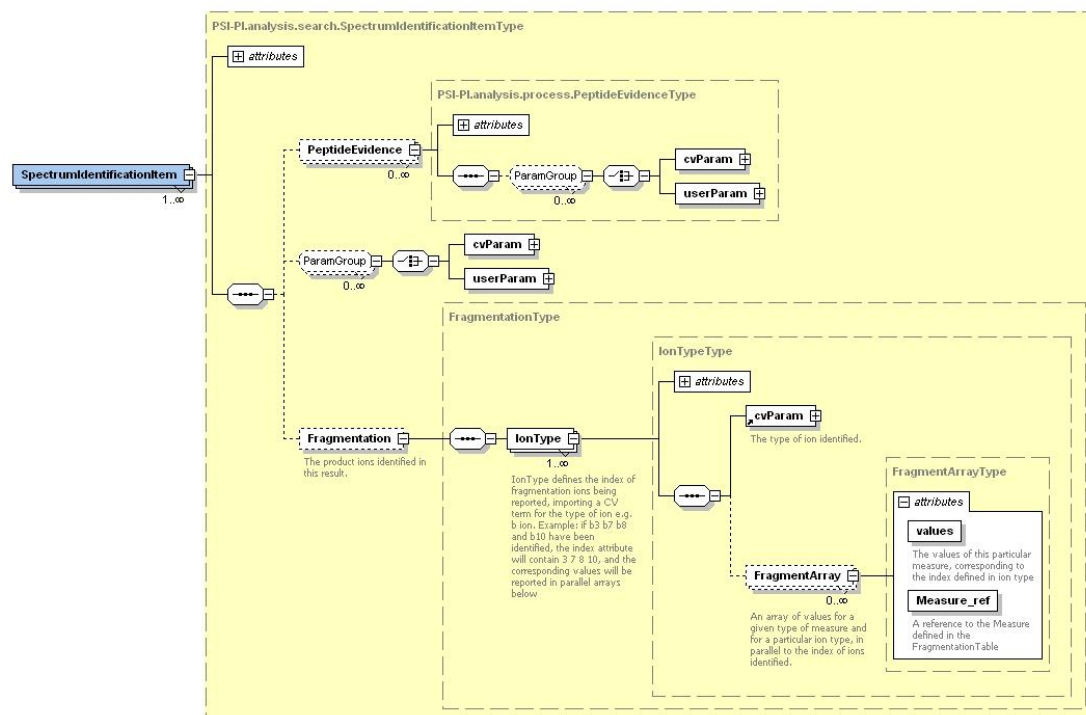 PSI-PI.analysis.search.SpectrumIdentificationItemType
attributes
PSI-PI.analysis.process.PeptideEvidenceType
attributes
PeptideEvidence
0..∞
ParamGroup
0..∞
cvParam
userParam
SpectrumIdentificationItem
1..∞
ParamGroup
0..∞
cvParam
userParam
FragmentationType
IonTypeType
attributes
cvParam
The type of ion identified.
Fragmentation
The product ions identified in
this result.
IonType
1..∞
IonType defines the index of
fragmentation ions being
reported, importing a CV
term for the type of ion e.g.
b ion. Example: if b3 b7 b8
and b10 have been
identified, the index attribute
will contain 3 7 8 10, and the
corresponding values will be
reported in parallel arrays
below
FragmentArray
0..∞
An array of values for a
given type of measure and
for a particular ion type, in
parallel to the index of ions
identified.
FragmentArrayType
attributes
values
The values of this particular
measure, corresponding to
the index defined in ion type
Measure_ref
A reference to the Measure
defined in the
FragmentationTable